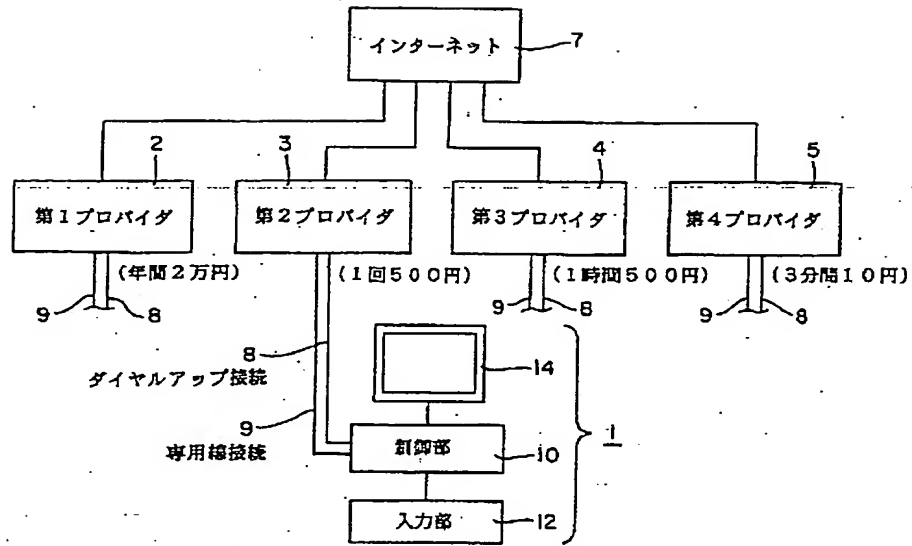 インターネット
7
2
3
4
5
第1プロバイダ
第2プロバイダ
第3プロバイダ
第4プロバイダ
(年間2万円)
(1回500円)
(1時間500円)
(3分間10円)
9
8
9
8
9
8
8
ダイヤルアップ接続
14
9
専用線接続
制御部
10
1
入力部
12